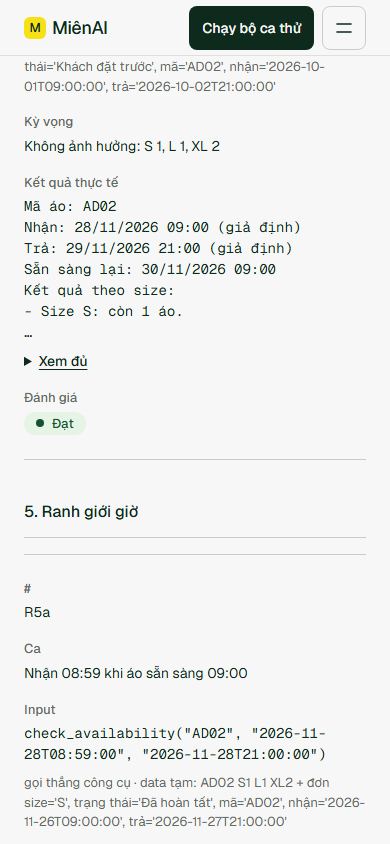 M MiênAI
Chạy bộ ca thử
thái='Khách đặt trước', mã='AD02', nhận='2026-10-
01T09:00:00', trả='2026-10-02T21:00:00'
Kỳ vọng
Không ảnh hưởng: S 1, L 1, XL 2
Kết quả thực tế
Mã áo: AD02
Nhận: 28/11/2026 09:00 (giả định)
Trả: 29/11/2026 21:00 (giả định)
Sẵn sàng lại: 30/11/2026 09:00
Kết quả theo size:
- Size S: còn 1 áo.
…
▶ Xem đủ
Đánh giá
Đạt
5. Ranh giới giờ
#
R5a
Ca
Nhận 08:59 khi áo sẵn sàng 09:00
Input
check_availability("AD02", "2026-11-
28T08:59:00", "2026-11-28T21:00:00")
gọi thẳng công cụ · data tạm: AD02 S1 L1 XL2 + đơn
size='S', trạng thái='Đã hoàn tất', mã='AD02', nhận='2026-
11-26T09:00:00', trả='2026-11-27T21:00:00'